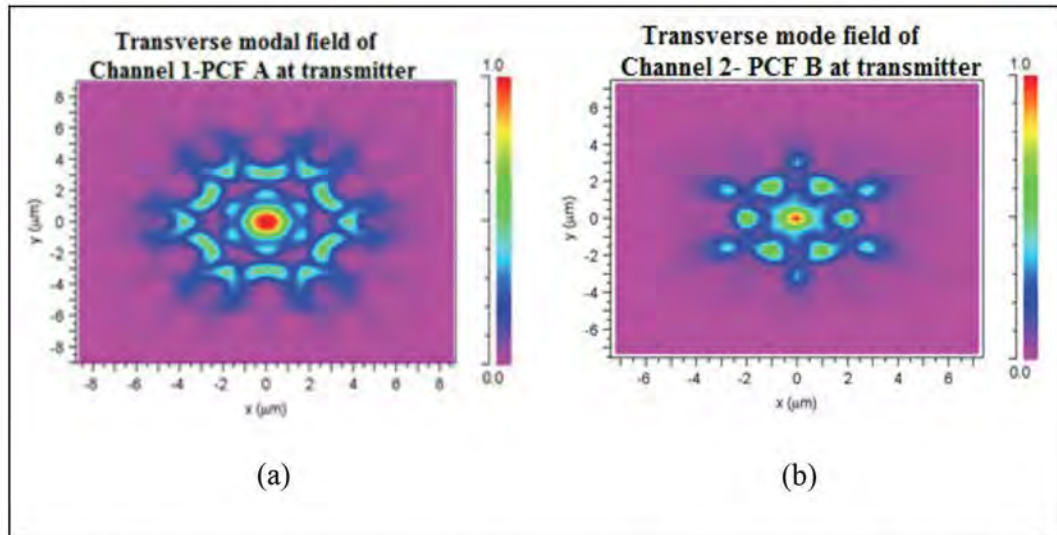 Transverse modal field of
Channel 1-PCF A at transmitter
1.0
8
6
4
2
0
-2
-4
-6
-8
y (μm)
0.0
-8 -6 -4 -2 0 2 4 6 8
x (μm)
(a)
Transverse mode field of
Channel 2- PCF B at transmitter
1.0
6
4
2
0
-2
-4
-6
y (μm)
0.0
-6 -4 -2 0 2 4 6
x (μm)
(b)